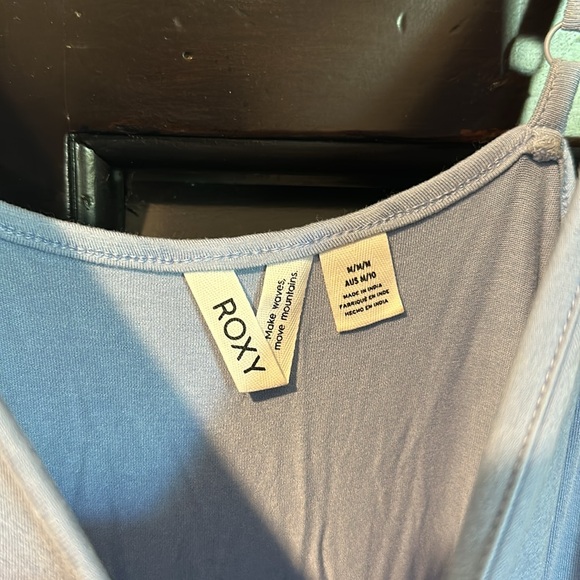 ROXY
Make waves,
move mountains.
M/M/M
AUS M/10
MADE IN INDIA
FABRIQUÉ EN INDE
HECHO EN INDIA